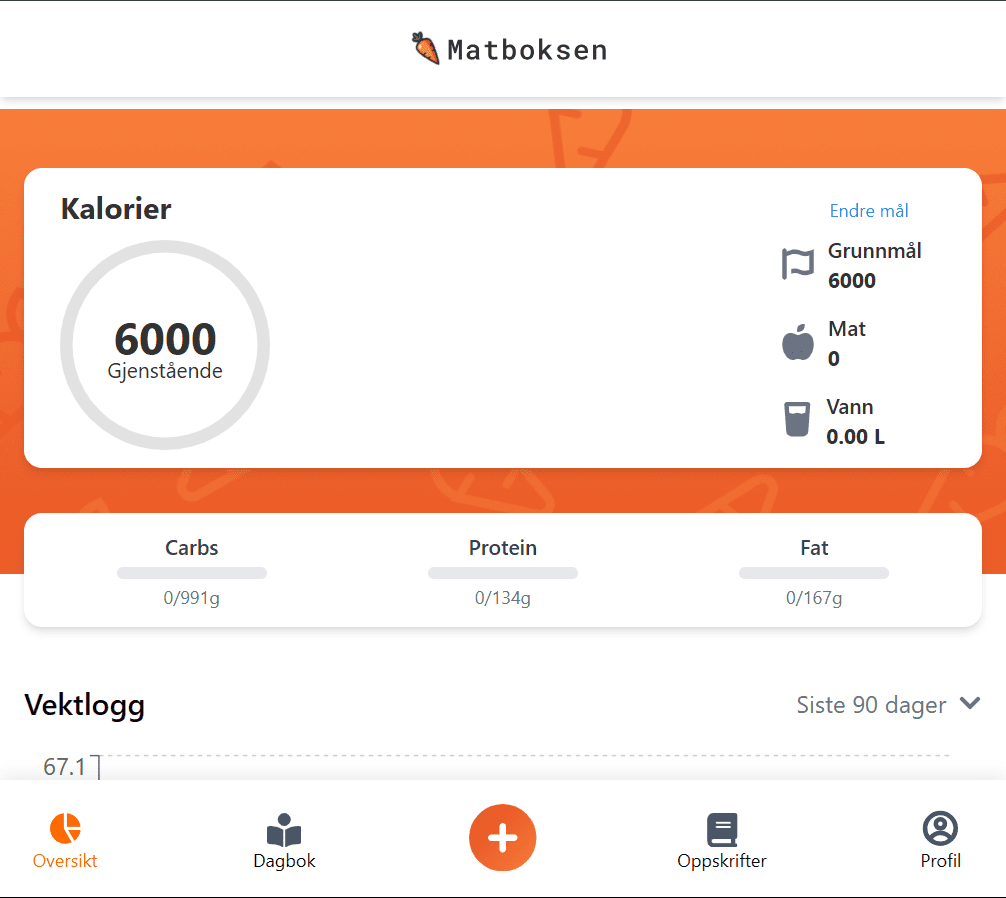 Matboksen
Kalorier
Endre mål
6000
Gjenstående
Grunnmål
6000
Mat
0
Vann
0.00 L
Carbs
0/991g
Protein
0/134g
Fat
0/167g
Vektlogg
Siste 90 dager
67.1
Oversikt
Dagbok
Oppskrifter
Profil